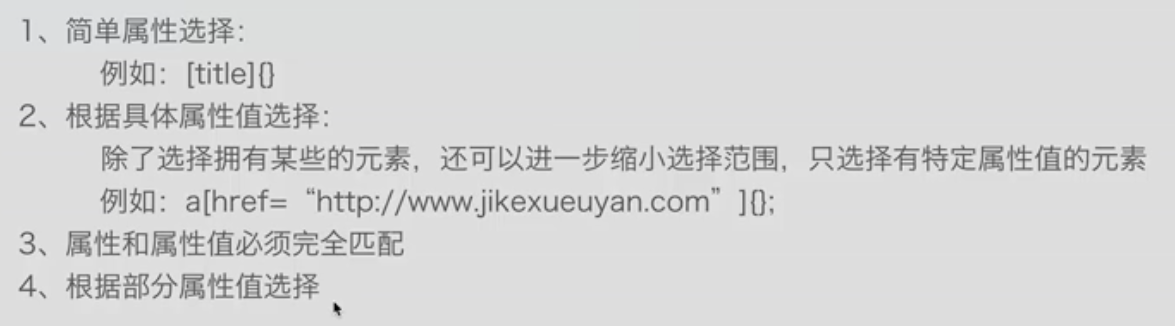 1、简单属性选择：
例如：[title]{}
2、根据具体属性值选择：
除了选择拥有某些的元素，还可以进一步缩小选择范围，只选择有特定属性值的元素
例如：a[href=“http://www.jikexueuyan.com”]{};
3、属性和属性值必须完全匹配
4、根据部分属性值选择